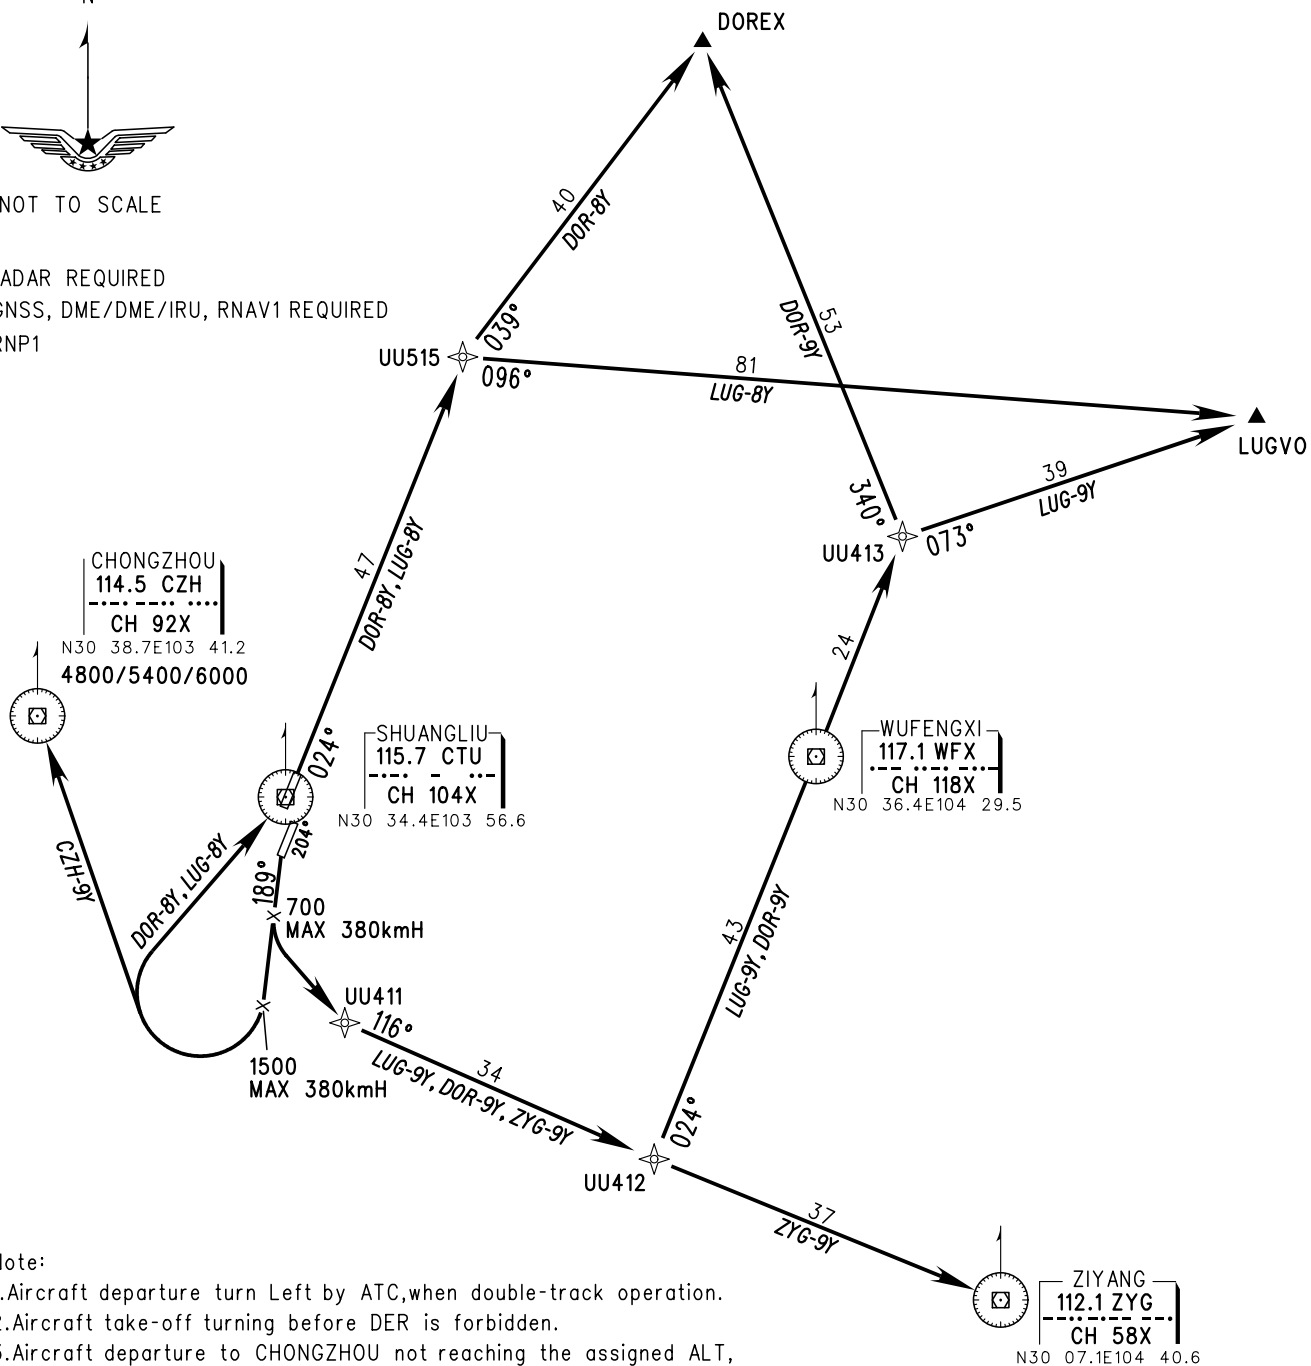 DOREX
NOT TO SCALE
ADAR REQUIRED
GNSS, DME/DME/IRU, RNAV1 REQUIRED
RNP1
40
DOR-8Y
039°
UU515
096°
81
LUG-8Y
53
DOR-9Y
LUGVO
340°
39
LUG-9Y
UU413
073°
47
DOR-8Y, LUG-8Y
CHONGZHOU
114.5 CZH
CH 92X
N30 38.7E103 41.2
4800/5400/6000
24
SHUANGLIU
115.7 CTU
CH 104X
N30 34.4E103 56.6
024°
WUFENGXI
117.1 WFX
CH 118X
N30 36.4E104 29.5
204°
CZH-9Y
DOR-8Y, LUG-8Y
189°
700
MAX 380kmH
43
LUG-9Y, DOR-9Y
UU411
116°
1500
MAX 380kmH
34
LUG-9Y, DOR-9Y, ZYG-9Y
024°
UU412
37
ZYG-9Y
ZIYANG
112.1 ZYG
CH 58X
N30 07.1E104 40.6
Note:
.Aircraft departure turn Left by ATC,when double-track operation.
2.Aircraft take-off turning before DER is forbidden.
3.Aircraft departure to CHONGZHOU not reaching the assigned ALT,